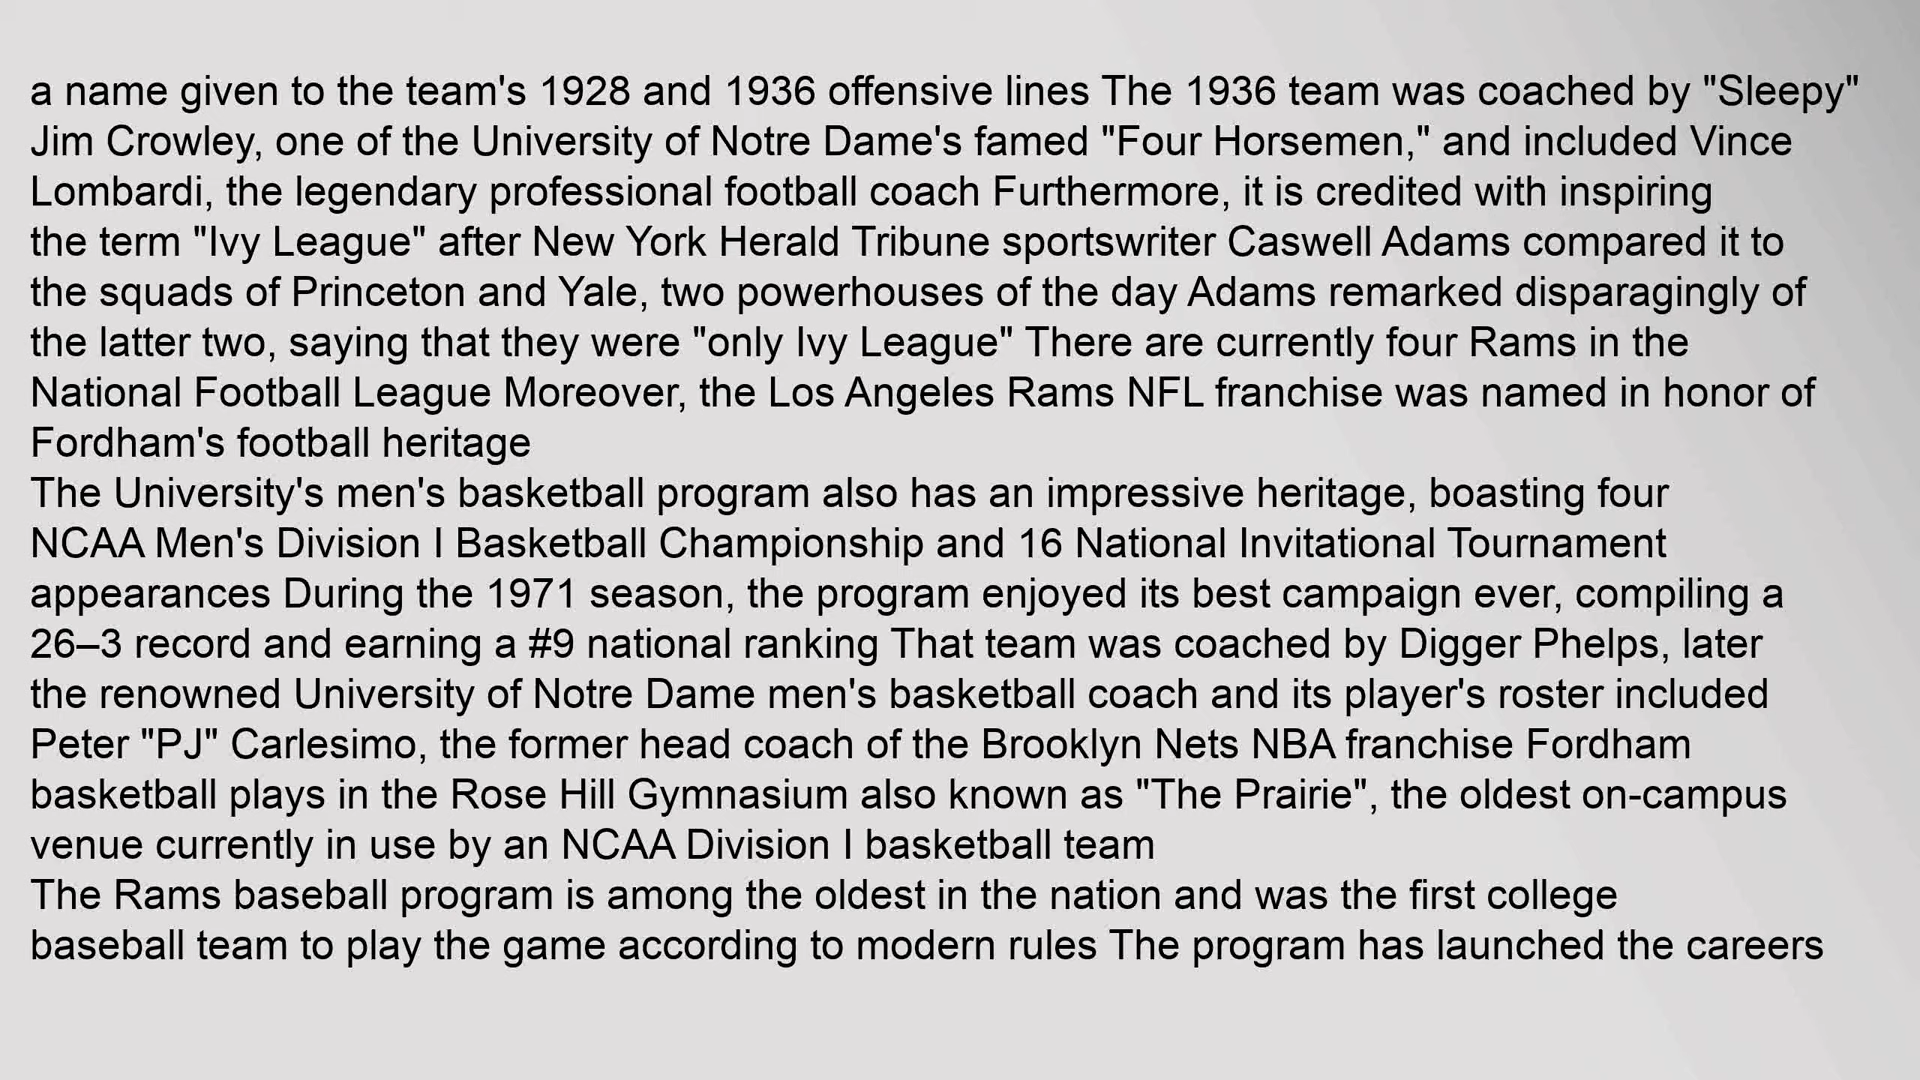 a name given to the team's 1928 and 1936 offensive lines The 1936 team was coached by "Sleepy"
Jim Crowley, one of the University of Notre Dame's famed "Four Horsemen," and included Vince
Lombardi, the legendary professional football coach Furthermore, it is credited with inspiring
the term "Ivy League" after New York Herald Tribune sportswriter Caswell Adams compared it to
the squads of Princeton and Yale, two powerhouses of the day Adams remarked disparagingly of
the latter two, saying that they were "only Ivy League" There are currently four Rams in the
National Football League Moreover, the Los Angeles Rams NFL franchise was named in honor of
Fordham's football heritage
The University's men's basketball program also has an impressive heritage, boasting four
NCAA Men's Division I Basketball Championship and 16 National Invitational Tournament
appearances During the 1971 season, the program enjoyed its best campaign ever, compiling a
26–3 record and earning a #9 national ranking That team was coached by Digger Phelps, later
the renowned University of Notre Dame men's basketball coach and its player's roster included
Peter "PJ" Carlesimo, the former head coach of the Brooklyn Nets NBA franchise Fordham
basketball plays in the Rose Hill Gymnasium also known as "The Prairie", the oldest on-campus
venue currently in use by an NCAA Division I basketball team
The Rams baseball program is among the oldest in the nation and was the first college
baseball team to play the game according to modern rules The program has launched the careers